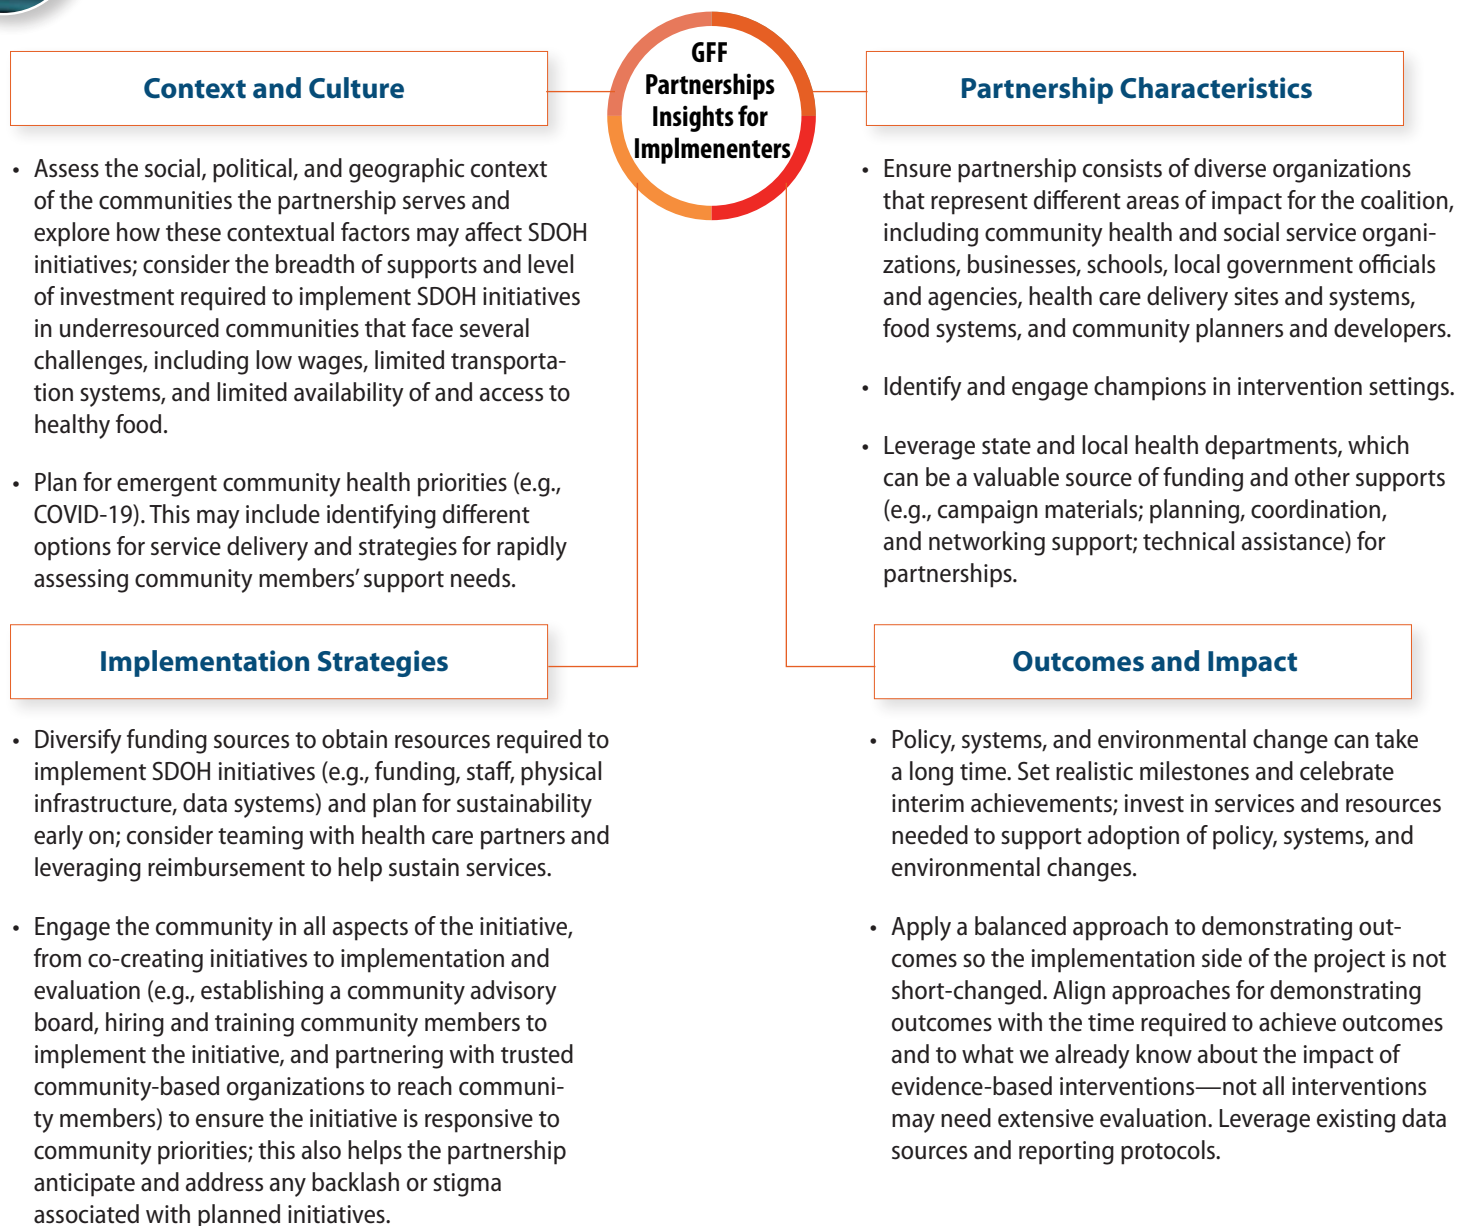 GFF
Partnerships
Insights for
Implmenenters
Context and Culture
• Assess the social, political, and geographic context
of the communities the partnership serves and
explore how these contextual factors may affect SDOH
initiatives; consider the breadth of supports and level
of investment required to implement SDOH initiatives
in underresourced communities that face several
challenges, including low wages, limited transporta-
tion systems, and limited availability of and access to
healthy food.
• Plan for emergent community health priorities (e.g.,
COVID-19). This may include identifying different
options for service delivery and strategies for rapidly
assessing community members’ support needs.
Partnership Characteristics
• Ensure partnership consists of diverse organizations
that represent different areas of impact for the coalition,
including community health and social service organi-
zations, businesses, schools, local government officials
and agencies, health care delivery sites and systems,
food systems, and community planners and developers.
• Identify and engage champions in intervention settings.
• Leverage state and local health departments, which
can be a valuable source of funding and other supports
(e.g., campaign materials; planning, coordination,
and networking support; technical assistance) for
partnerships.
Implementation Strategies
• Diversify funding sources to obtain resources required to
implement SDOH initiatives (e.g., funding, staff, physical
infrastructure, data systems) and plan for sustainability
early on; consider teaming with health care partners and
leveraging reimbursement to help sustain services.
• Engage the community in all aspects of the initiative,
from co-creating initiatives to implementation and
evaluation (e.g., establishing a community advisory
board, hiring and training community members to
implement the initiative, and partnering with trusted
community-based organizations to reach communi-
ty members) to ensure the initiative is responsive to
community priorities; this also helps the partnership
anticipate and address any backlash or stigma
associated with planned initiatives.
Outcomes and Impact
• Policy, systems, and environmental change can take
a long time. Set realistic milestones and celebrate
interim achievements; invest in services and resources
needed to support adoption of policy, systems, and
environmental changes.
• Apply a balanced approach to demonstrating out-
comes so the implementation side of the project is not
short-changed. Align approaches for demonstrating
outcomes with the time required to achieve outcomes
and to what we already know about the impact of
evidence-based interventions—not all interventions
may need extensive evaluation. Leverage existing data
sources and reporting protocols.